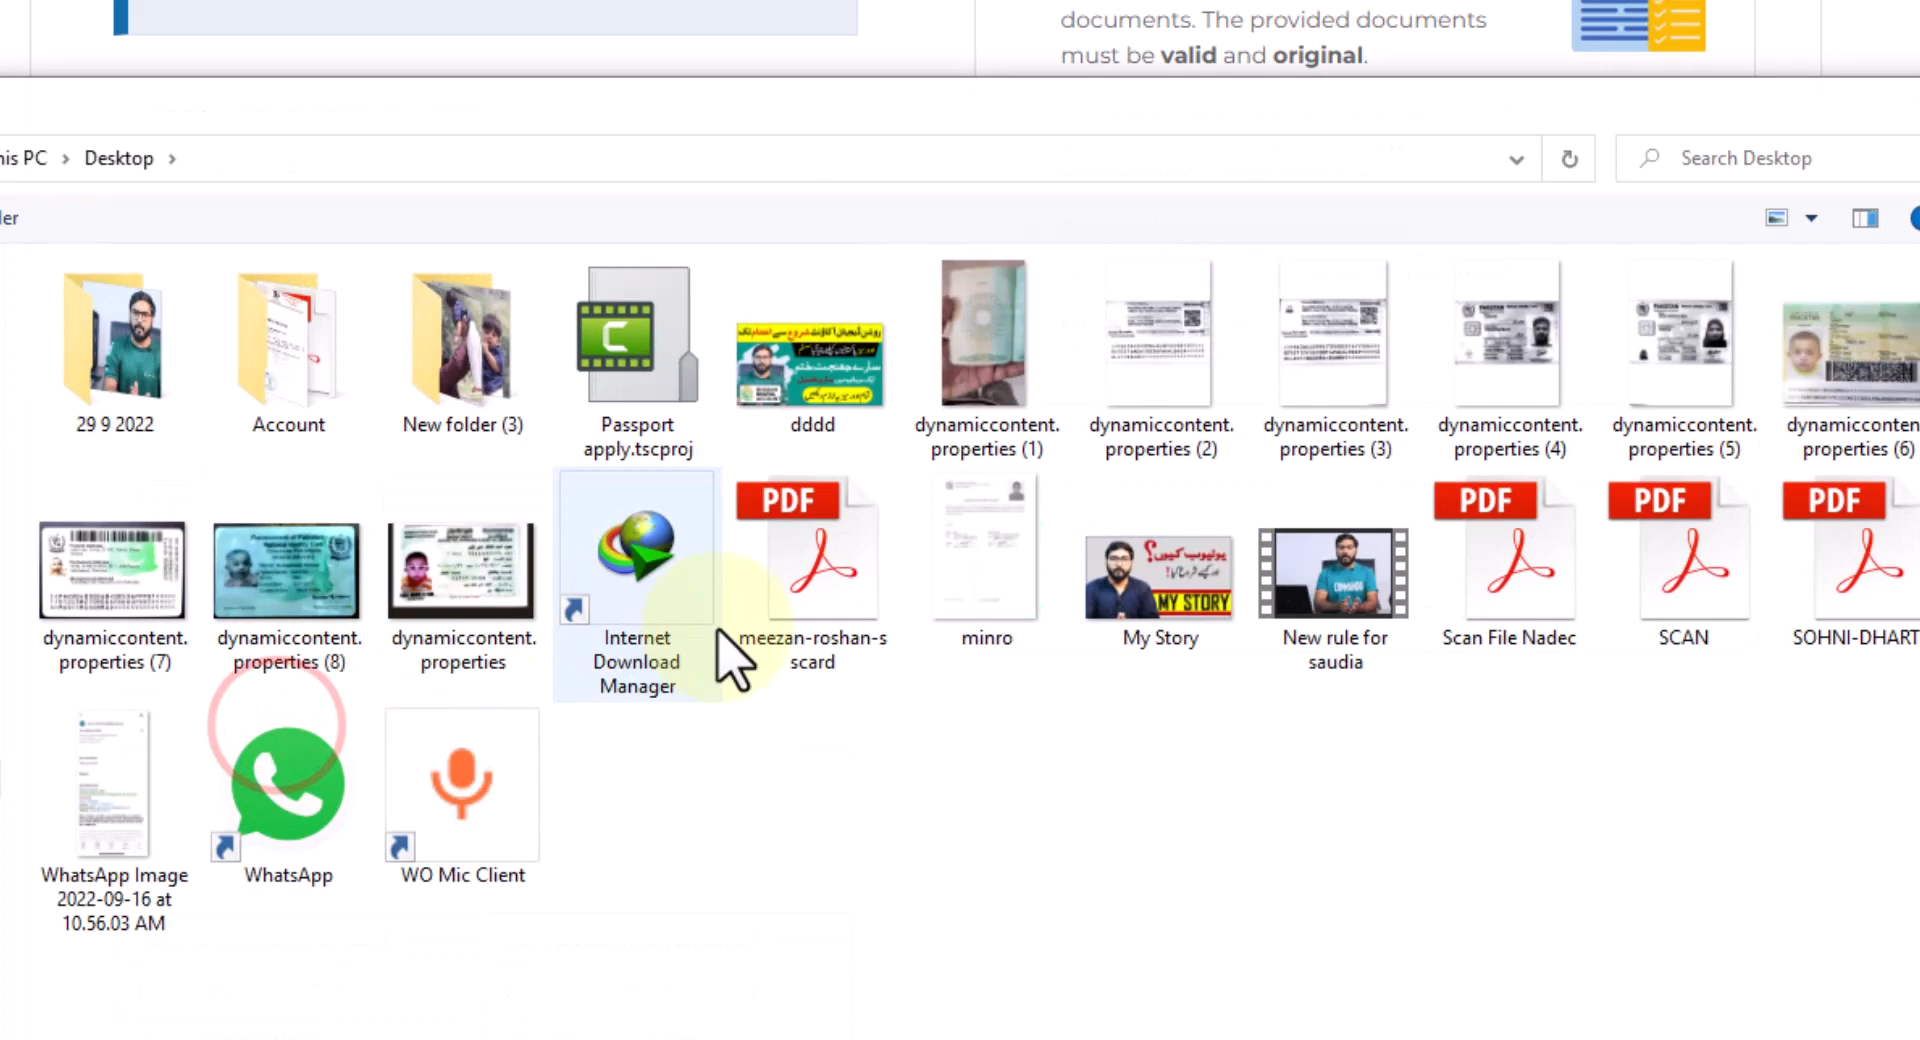 documents. The provided documents
must be valid and original.
his PC > Desktop >
Search Desktop
ler
29 9 2022
Account
New folder (3)
Passport
apply.tscproj
dddd
dynamiccontent.
properties (1)
dynamiccontent.
properties (2)
dynamiccontent.
properties (3)
dynamiccontent.
properties (4)
dynamiccontent.
properties (5)
dynamicconten
properties (6)
PDF
PDF
PDF
PDF
یوٹیوب کیوں؟
MY STORY
dynamiccontent.
properties (7)
dynamiccontent.
properties (8)
dynamiccontent.
properties
Internet
Download
Manager
meezan-roshan-s
scard
minro
My Story
New rule for
saudia
Scan File Nadec
SCAN
SOHNI-DHART
WhatsApp Image
2022-09-16 at
10.56.03 AM
WhatsApp
WO Mic Client